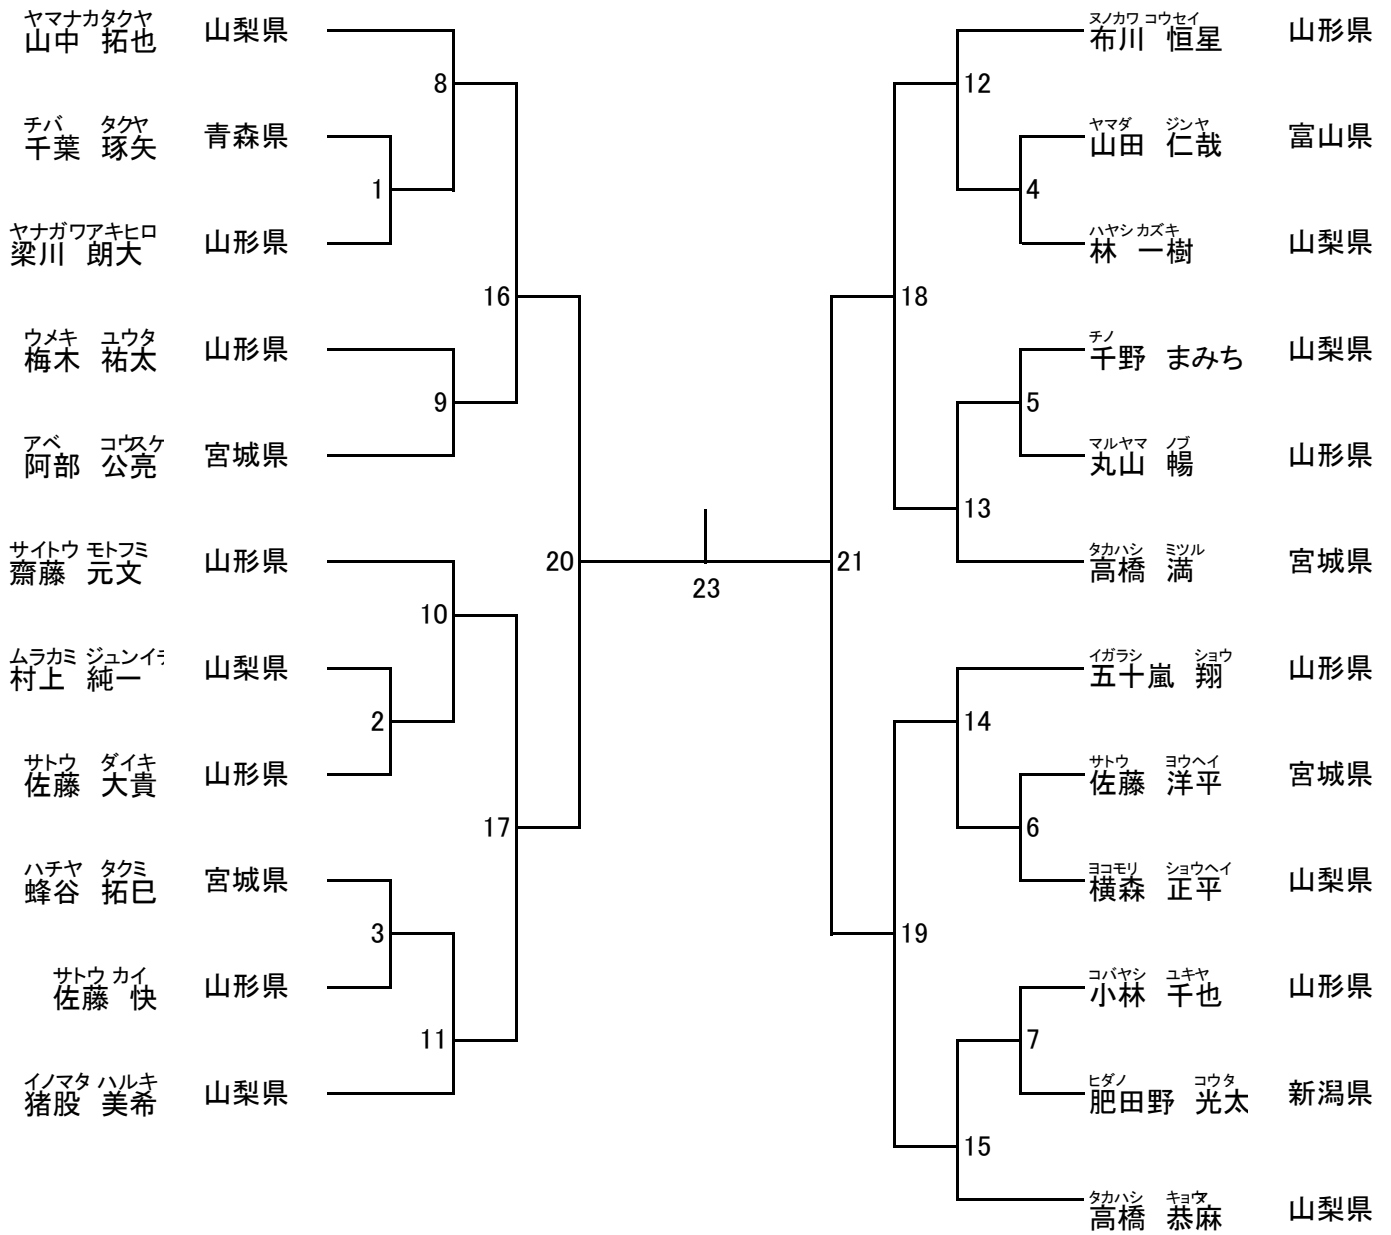 ヤマナカタクヤ
山中 拓也 山梨県
8
チバ タクヤ
千葉 琢矢 青森県
1
ヤナガワアキヒロ
梁川 朗大 山形県
16
ウメキ ユウタ
梅木 祐太 山形県
9
アベ コウスケ
阿部 公亮 宮城県
サイトウ モトフミ
齋藤 元文 山形県
20
10
ムラカミ ジュンイチ
村上 純一 山梨県
2
サトウ ダイキ
佐藤 大貴 山形県
17
ハチヤ タクミ
蜂谷 拓巳 宮城県
3
サトウ カイ
佐藤 快 山形県
11
イノマタ ハルキ
猪股 美希 山梨県
23
ヌノカワ コウセイ
布川 恒星 山形県
12
ヤマダ ジンヤ
山田 仁哉 富山県
4
ハヤシ カズキ
林 一樹 山梨県
18
チノ
千野 まみち 山梨県
5
マルヤマ ノブ
丸山 暢 山形県
13
タカハシ ミツル
高橋 満 宮城県
21
イガラシ ショウ
五十嵐 翔 山形県
14
サトウ ヨウヘイ
佐藤 洋平 宮城県
6
ヨコモリ ショウヘイ
横森 正平 山梨県
19
コバヤシ ユキヤ
小林 千也 山形県
7
ヒダノ コウタ
肥田野 光太 新潟県
15
タカハシ キョウマ
高橋 恭麻 山梨県